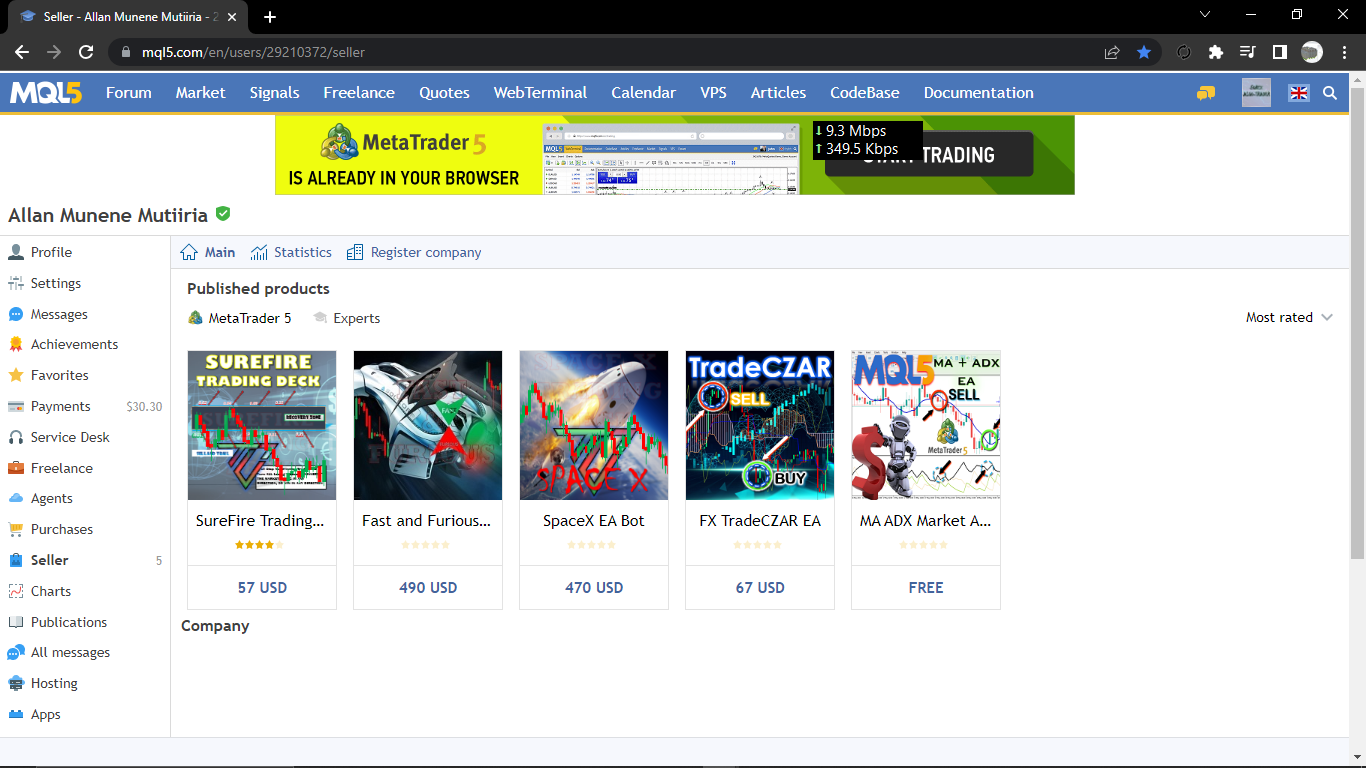 Seller - Allan Munene Mutiiria - 2
mql5.com/en/users/29210372/seller
MQL5 Forum Market Signals Freelance Quotes WebTerminal Calendar VPS Articles CodeBase Documentation
MetaTrader 5
IS ALREADY IN YOUR BROWSER
9.3 Mbps
349.5 Kbps
START TRADING
Allan Munene Mutiiria
Profile
Settings
Messages
Achievements
Favorites
Payments $30.30
Service Desk
Freelance
Agents
Purchases
Seller 5
Charts
Publications
All messages
Hosting
Apps
Main Statistics Register company
Published products
MetaTrader 5 Experts
Most rated
SUREFIRE
TRADING DECK
RECOVERY ZONE
SureFire Trading...
57 USD
Fast and Furious...
490 USD
SPACE X
SpaceX EA Bot
470 USD
TradeCZAR
SELL
BUY
FX TradeCZAR EA
67 USD
MQL5
MA + ADX
EA
SELL
MetaTrader 5
MA ADX Market A...
FREE
Company